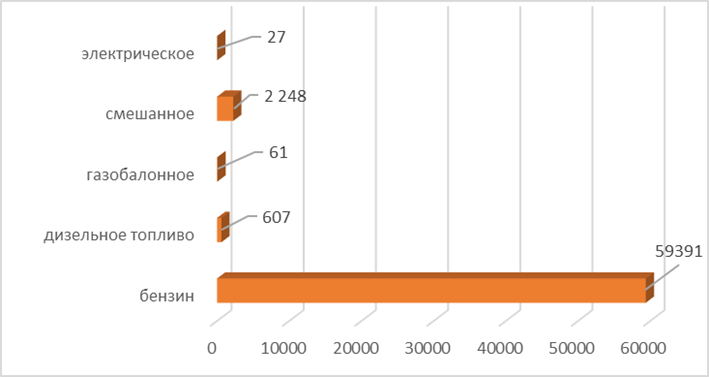 электрическое
27
смешанное
2 248
газобалонное
61
дизельное топливо
607
бензин
59391
0 10000 20000 30000 40000 50000 60000